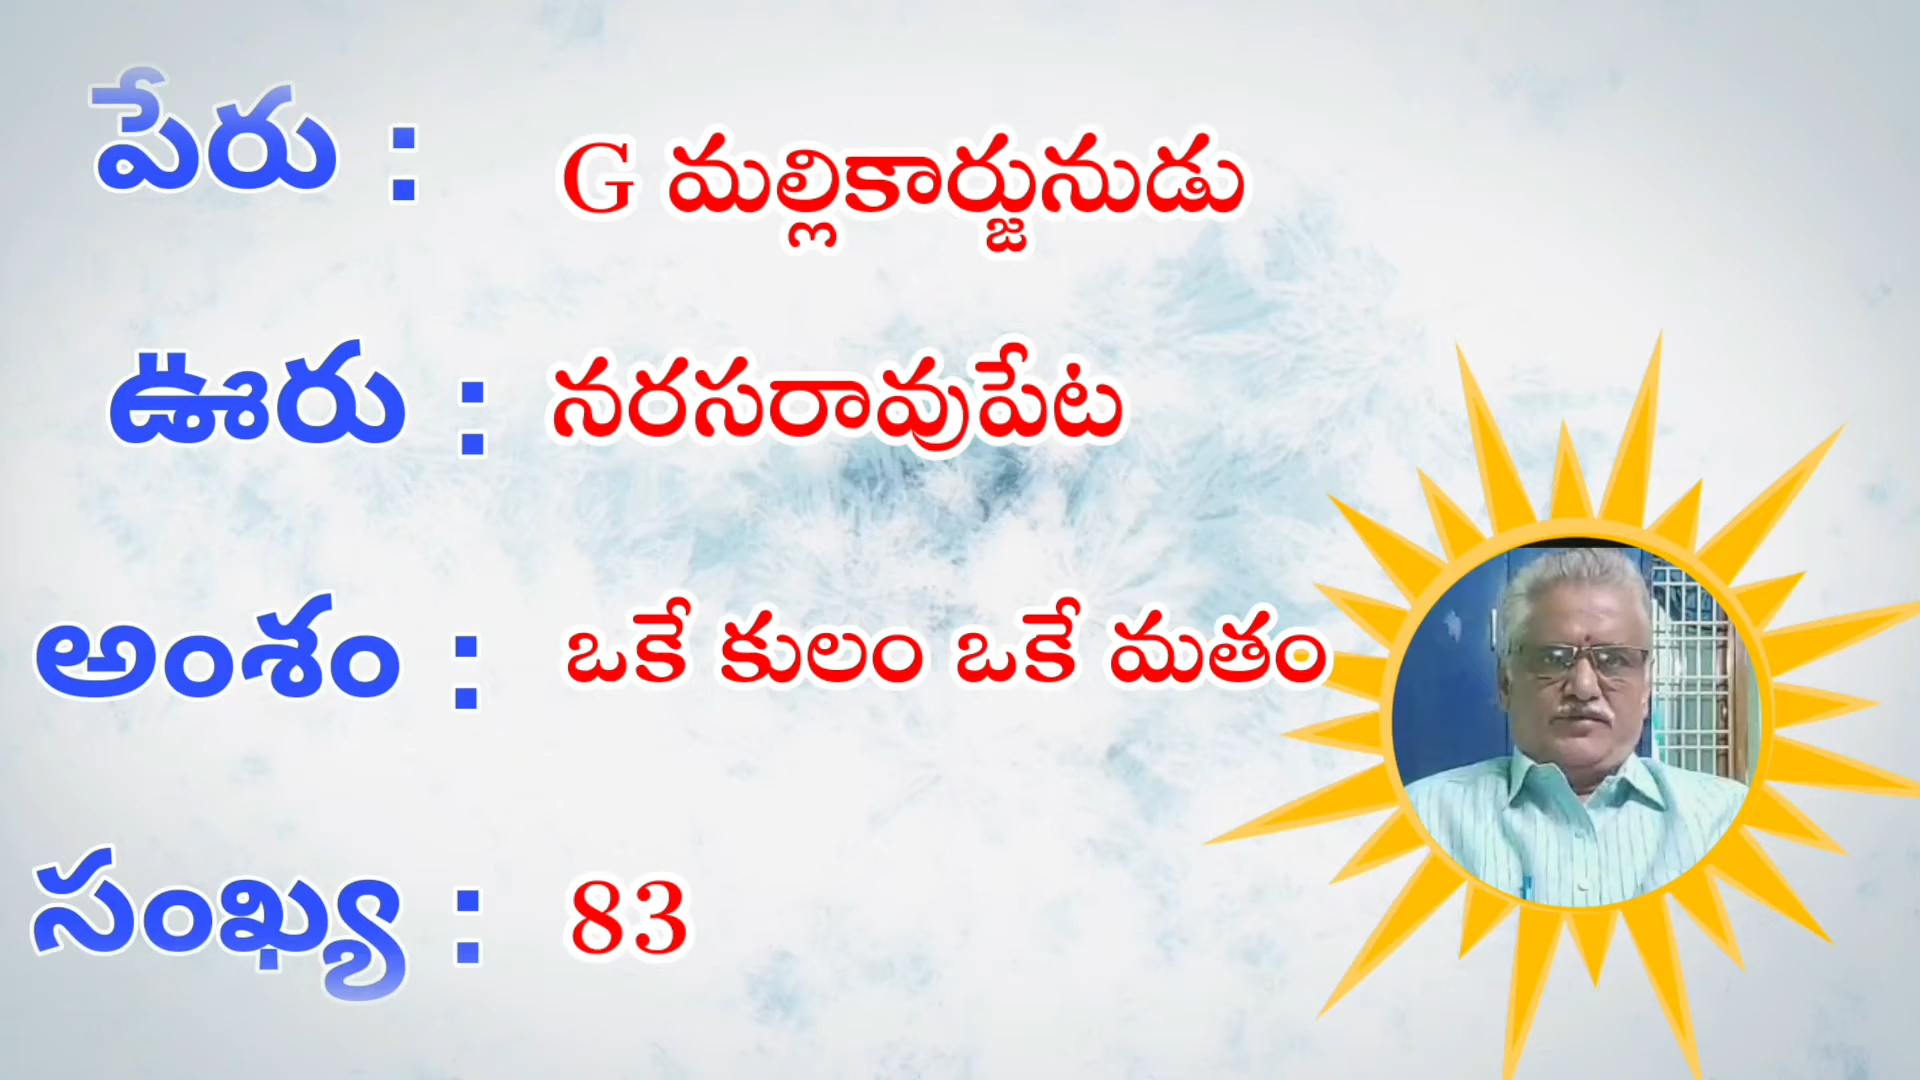 పేరు : G మల్లికార్జునుడు
ఊరు : నరసరావుపేట
అంశం : ఒకే కులం ఒకే మతం
సంఖ్య : 83